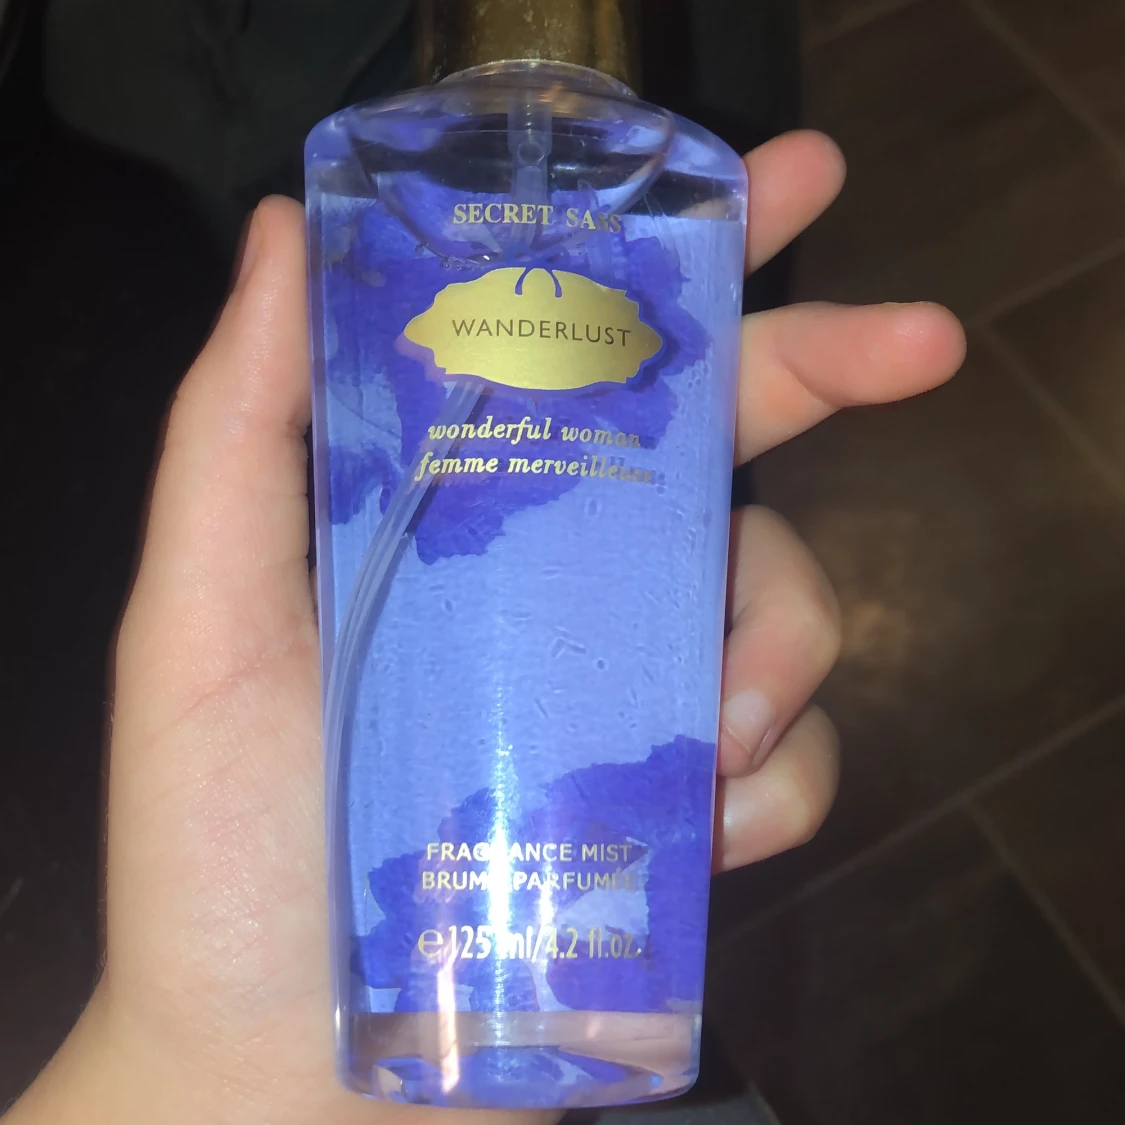 SECRET SASS
WANDERLUST
wonderful woman
femme merveilleuse
FRAGRANCE MIST
BRUME PARFUMÉE
℮125 ml/4.2 fl.oz.